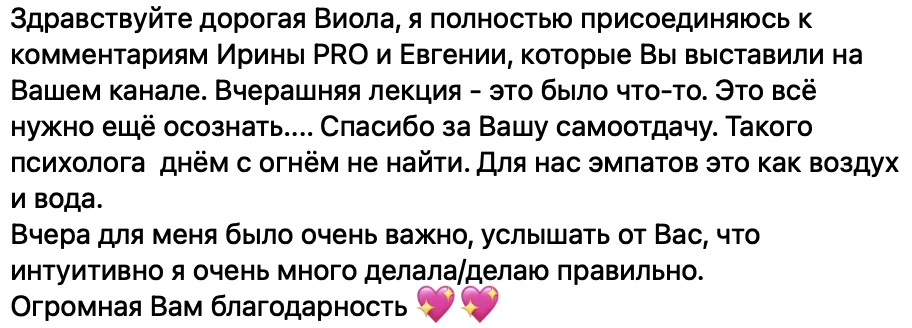 Здравствуйте дорогая Виола, я полностью присоединяюсь к
комментариям Ирины PRO и Евгении, которые Вы выставили на
Вашем канале. Вчерашняя лекция - это было что-то. Это всё
нужно ещё осознать.... Спасибо за Вашу самоотдачу. Такого
психолога  днём с огнём не найти. Для нас эмпатов это как воздух
и вода.
Вчера для меня было очень важно, услышать от Вас, что
интуитивно я очень много делала/делаю правильно.
Огромная Вам благодарность 💖💖